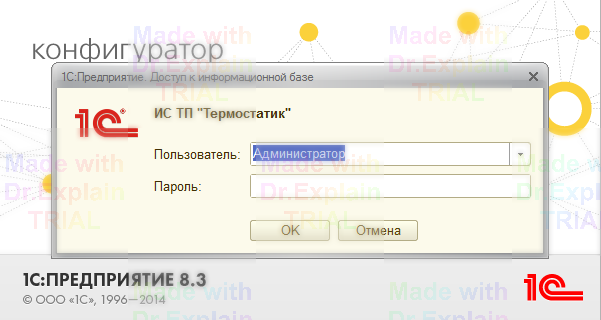 Made with
Dr.Explain
TRIAL
Made with
Dr.Explain
TRIAL
конфигуратор
1С:Предприятие. Доступ к информационной базе
1С
ИС ТП "Термостатик"
Пользователь: Администратор
Пароль:
Made with
Dr.Explain
TRIAL
Made with
Dr.Explain
TRIAL
Made with
Dr.Explain
TRIAL
OK Отмена
1С:ПРЕДПРИЯТИЕ 8.3
© ООО «1С», 1996—2014
1С
Made with
Dr.Explain
Made with
Dr.Explain